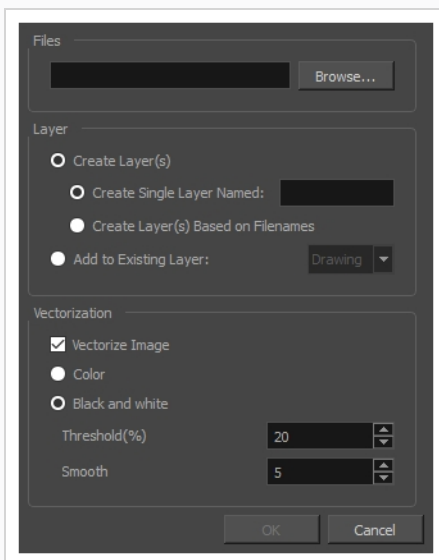 Files
Browse...
Layer
Create Layer(s)
Create Single Layer Named:
Create Layer(s) Based on Filenames
Add to Existing Layer: Drawing
Vectorization
Vectorize Image
Color
Black and white
Threshold(%) 20
Smooth 5
OK Cancel